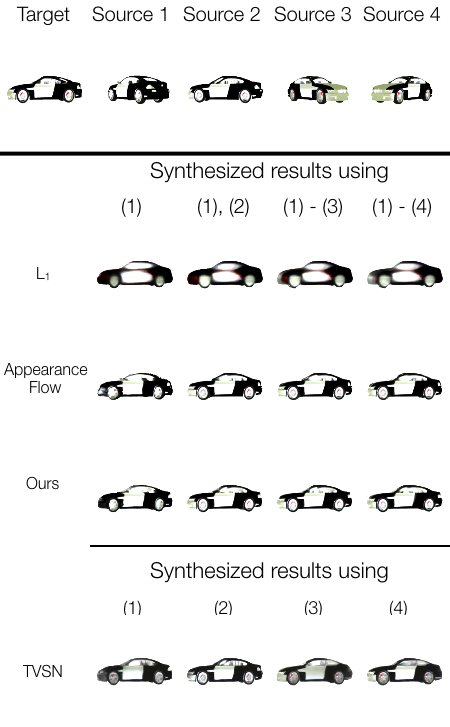 Target Source 1 Source 2 Source 3 Source 4
Synthesized results using
(1) (1), (2) (1) - (3) (1) - (4)
L₁
Appearance
Flow
Ours
Synthesized results using
(1) (2) (3) (4)
TVSN